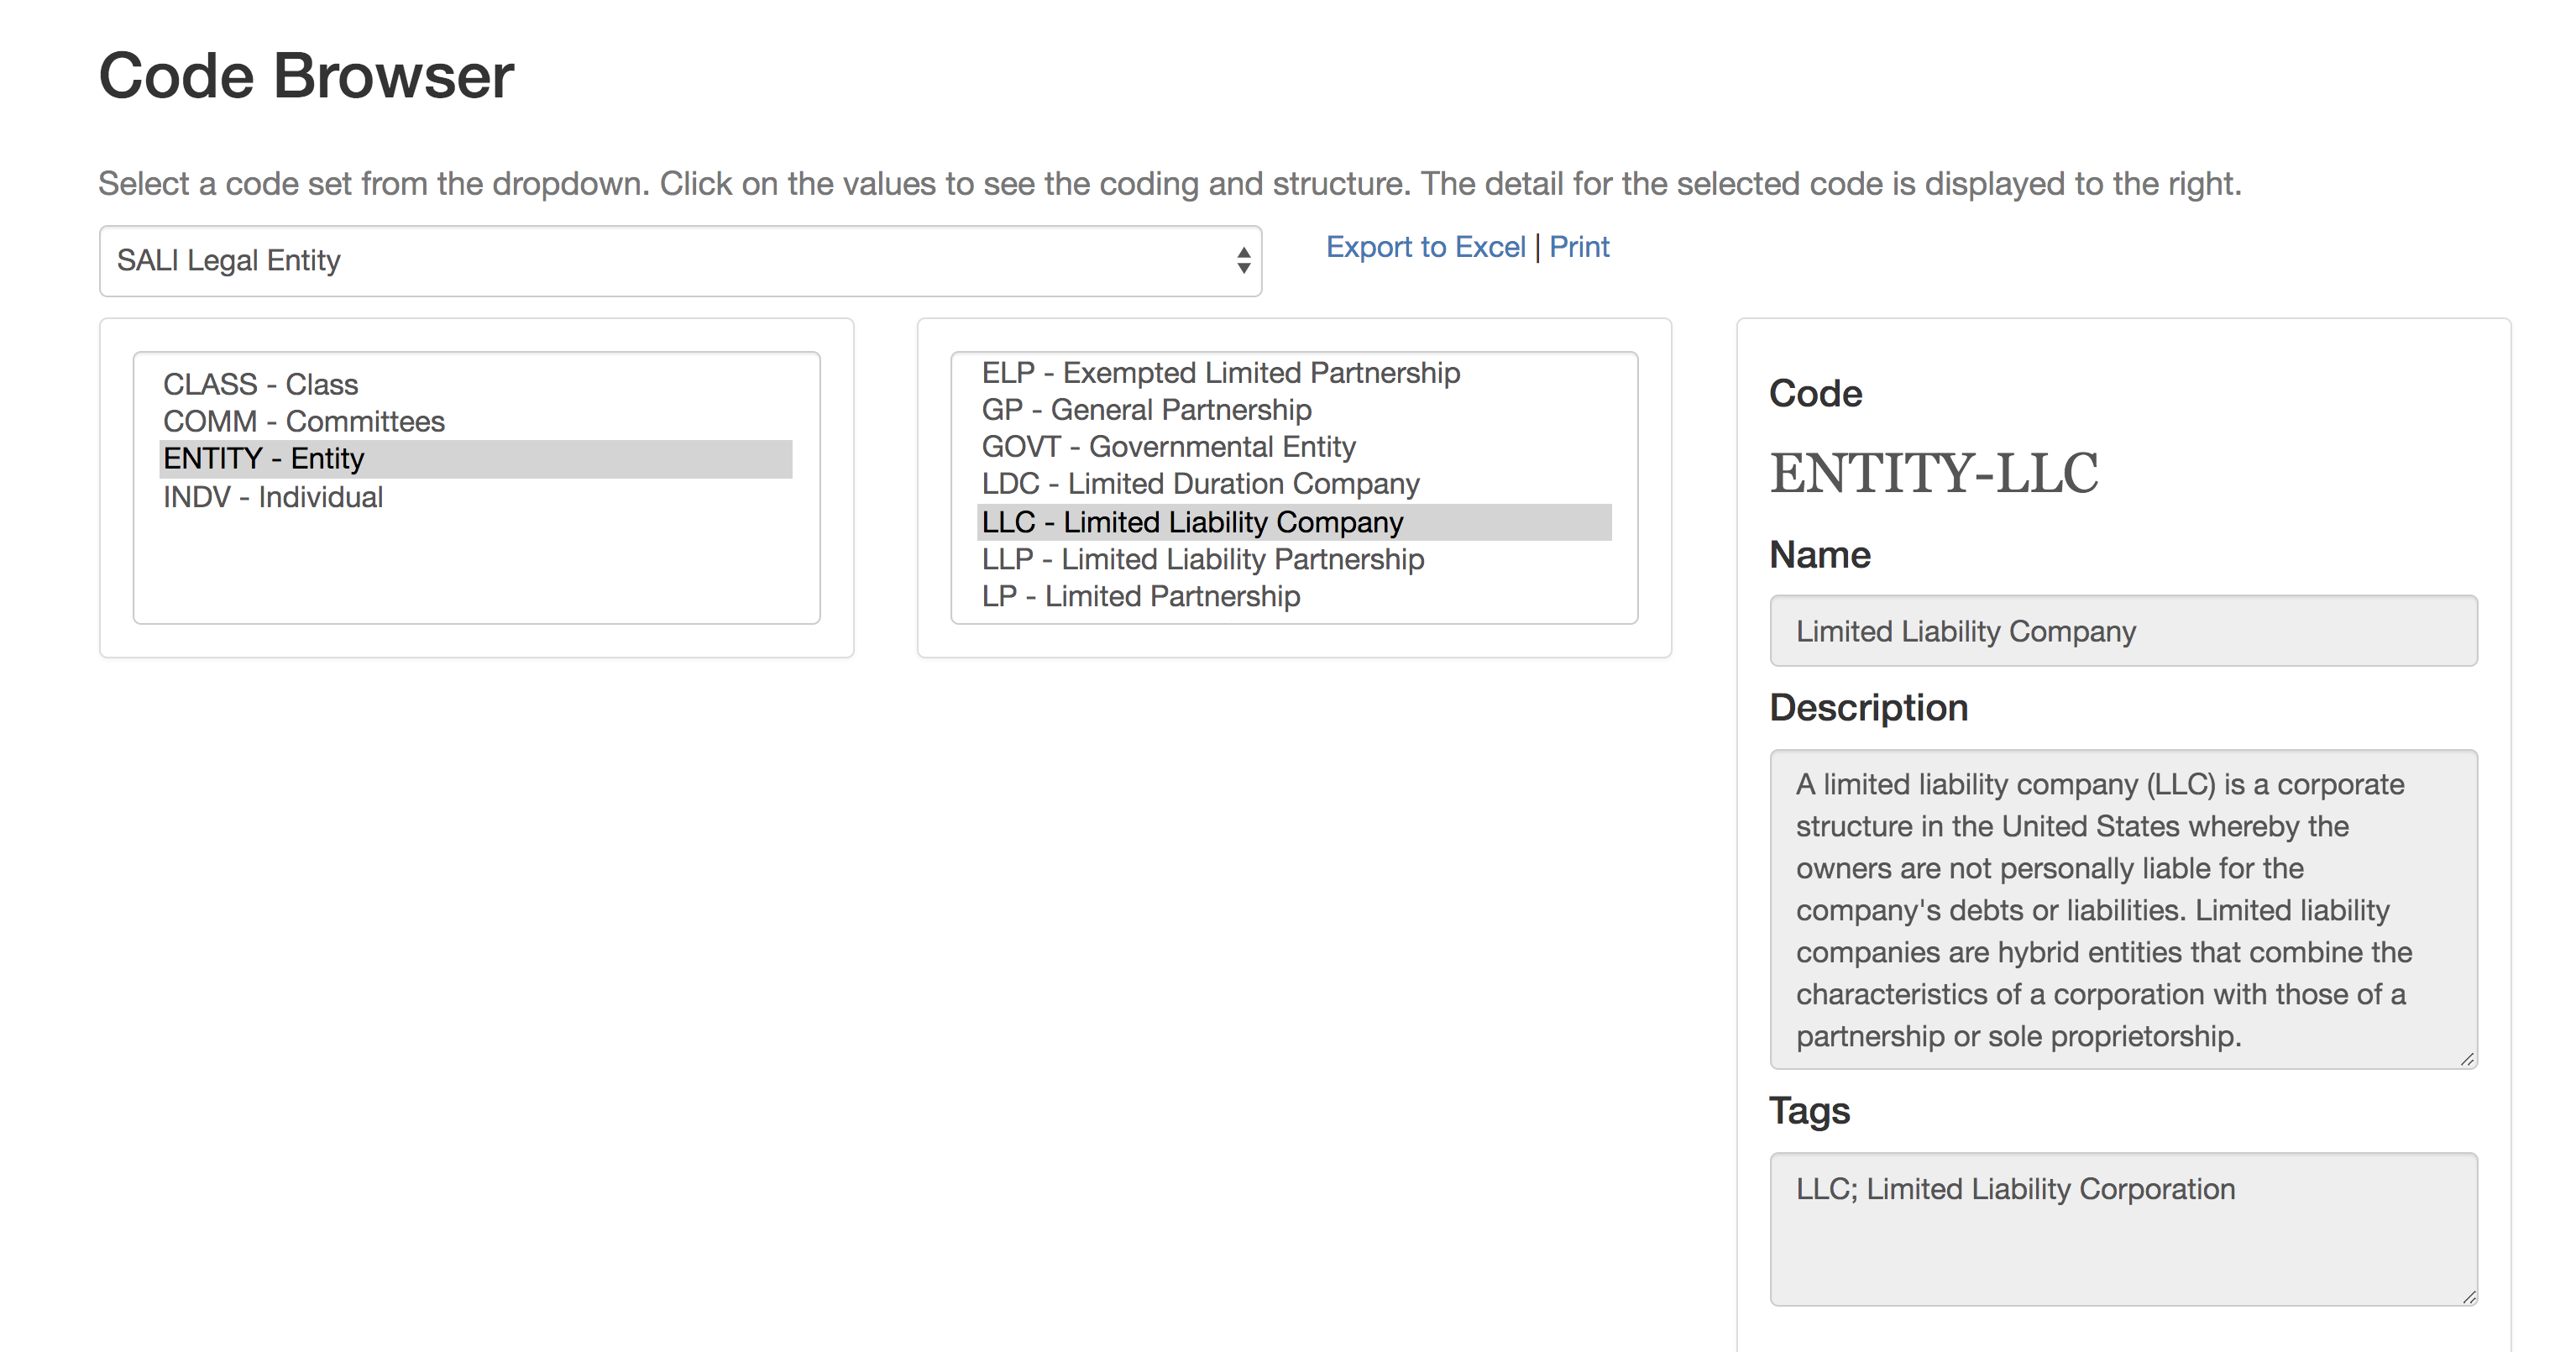 Code Browser
Select a code set from the dropdown. Click on the values to see the coding and structure. The detail for the selected code is displayed to the right.
SALI Legal Entity
Export to Excel | Print
CLASS - Class
COMM - Committees
ENTITY - Entity
INDV - Individual
ELP - Exempted Limited Partnership
GP - General Partnership
GOVT - Governmental Entity
LDC - Limited Duration Company
LLC - Limited Liability Company
LLP - Limited Liability Partnership
LP - Limited Partnership
Code
ENTITY-LLC
Name
Limited Liability Company
Description
A limited liability company (LLC) is a corporate
structure in the United States whereby the
owners are not personally liable for the
company's debts or liabilities. Limited liability
companies are hybrid entities that combine the
characteristics of a corporation with those of a
partnership or sole proprietorship.
Tags
LLC; Limited Liability Corporation